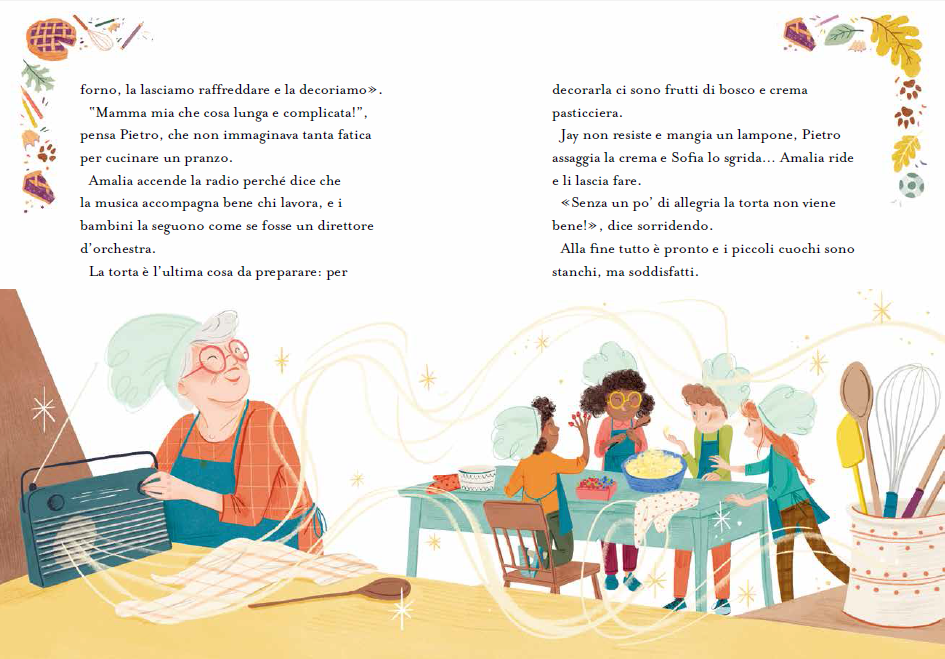 forno, la lasciamo raffreddare e la decoriamo».
"Mamma mia che cosa lunga e complicata!",
pensa Pietro, che non immaginava tanta fatica
per cucinare un pranzo.
Amalia accende la radio perché dice che
la musica accompagna bene chi lavora, e i
bambini la seguono come se fosse un direttore
d'orchestra.
La torta è l'ultima cosa da preparare: per
decorarla ci sono frutti di bosco e crema
pasticciera.
Jay non resiste e mangia un lampone, Pietro
assaggia la crema e Sofia lo sgrida... Amalia ride
e li lascia fare.
«Senza un po' di allegria la torta non viene
bene!», dice sorridendo.
Alla fine tutto è pronto e i piccoli cuochi sono
stanchi, ma soddisfatti.